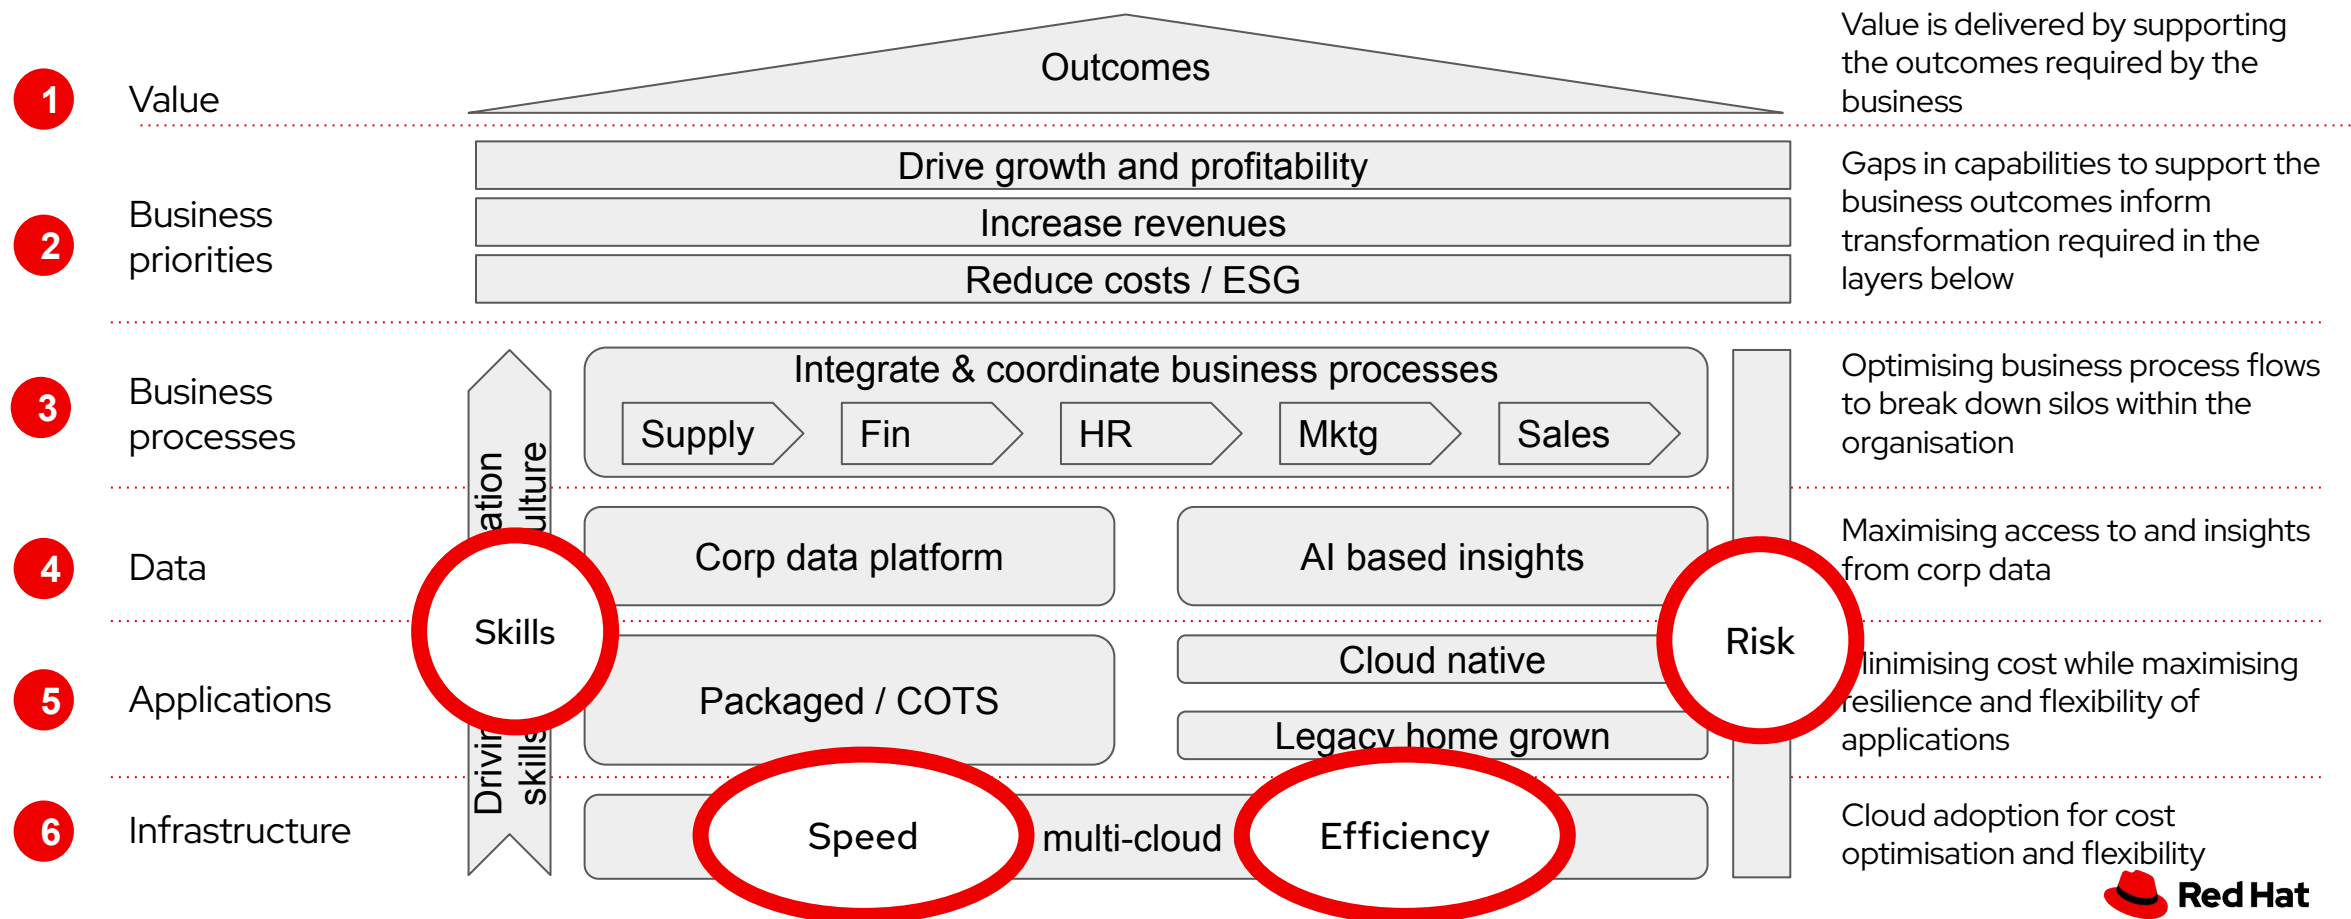 Value is delivered by supporting
the outcomes required by the
business
1
Value
Outcomes
2
Business
priorities
Drive growth and profitability
Increase revenues
Reduce costs / ESG
Gaps in capabilities to support the
business outcomes inform
transformation required in the
layers below
3
Business
processes
Integrate & coordinate business processes
Supply
Fin
HR
Mktg
Sales
Optimising business process flows
to break down silos within the
organisation
4
Data
Corp data platform
AI based insights
Maximising access to and insights
from corp data
Skills
Risk
5
Applications
Packaged / COTS
Cloud native
Legacy home grown
cost while maximising
resilience and flexibility of
applications
skills
6
Infrastructure
Speed
multi-cloud
Efficiency
Cloud adoption for cost
optimisation and flexibility
Red Hat